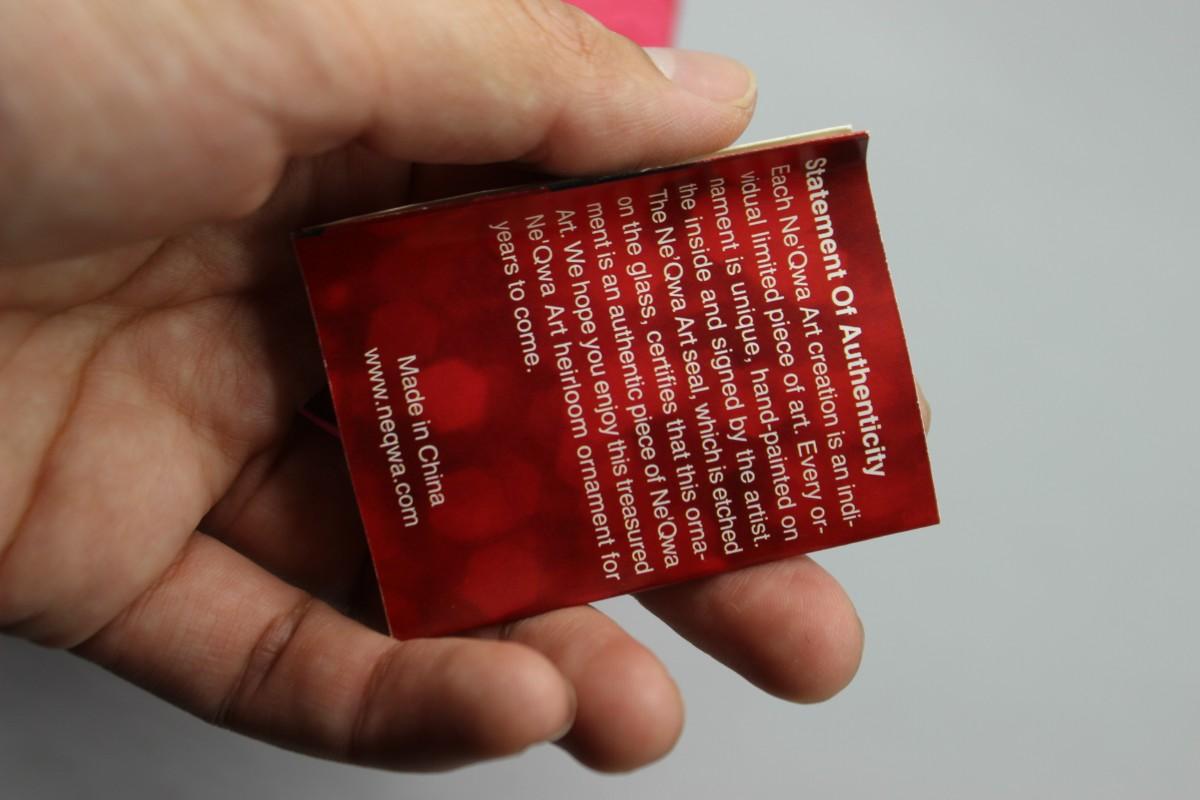 Statement Of Authenticity
Each Ne'Qwa Art creation is an indi-
vidual limited piece of art. Every or-
nament is unique, hand-painted on
the inside and signed by the artist.
The Ne'Qwa Art seal, which is etched
on the glass, certifies that this orna-
ment is an authentic piece of Ne'Qwa
Art. We hope you enjoy this treasured
Ne'Qwa Art heirloom ornament for
years to come.
Made in China
www.neqwa.com